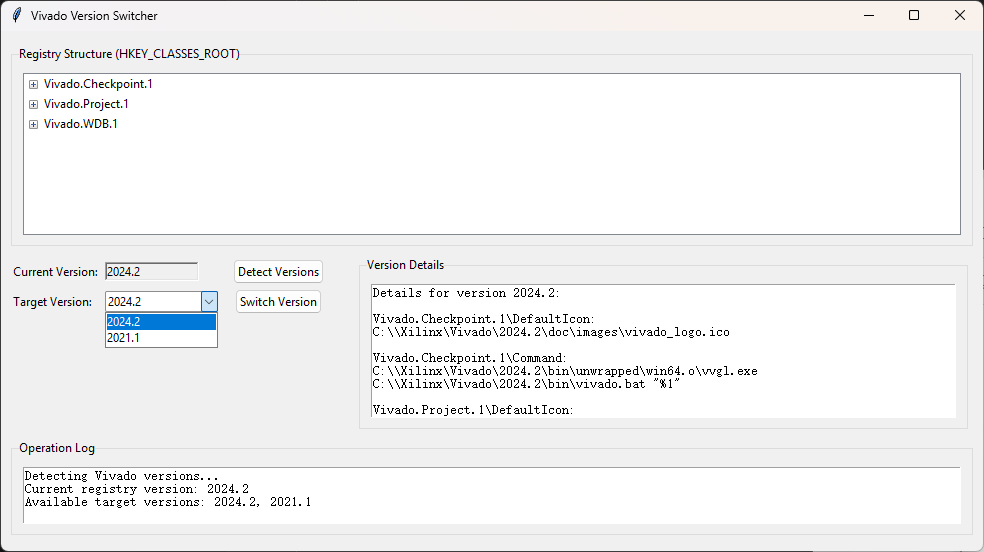 Vivado Version Switcher
Registry Structure (HKEY_CLASSES_ROOT)
Vivado.Checkpoint.1
Vivado.Project.1
Vivado.WDB.1
Current Version: 2024.2 Detect Versions
Target Version: 2024.2 Switch Version
2024.2
2021.1
Version Details
Details for version 2024.2:
Vivado.Checkpoint.1\DefaultIcon:
C:\\Xilinx\Vivado\2024.2\doc\images\vivado_logo.ico
Vivado.Checkpoint.1\Command:
C:\\Xilinx\Vivado\2024.2\bin\unwrapped\win64.o\vvgl.exe
C:\\Xilinx\Vivado\2024.2\bin\vivado.bat "%1"
Vivado.Project.1\DefaultIcon:
Operation Log
Detecting Vivado versions...
Current registry version: 2024.2
Available target versions: 2024.2, 2021.1